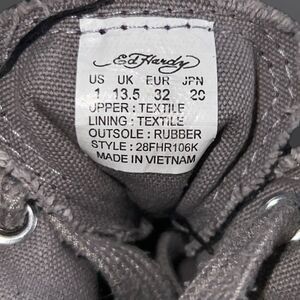 Ed Hardy
US UK EUR JPN
1 13.5 32 20
UPPER : TEXTILE
LINING : TEXTILE
OUTSOLE : RUBBER
STYLE : 28FHR106K
MADE IN VIETNAM